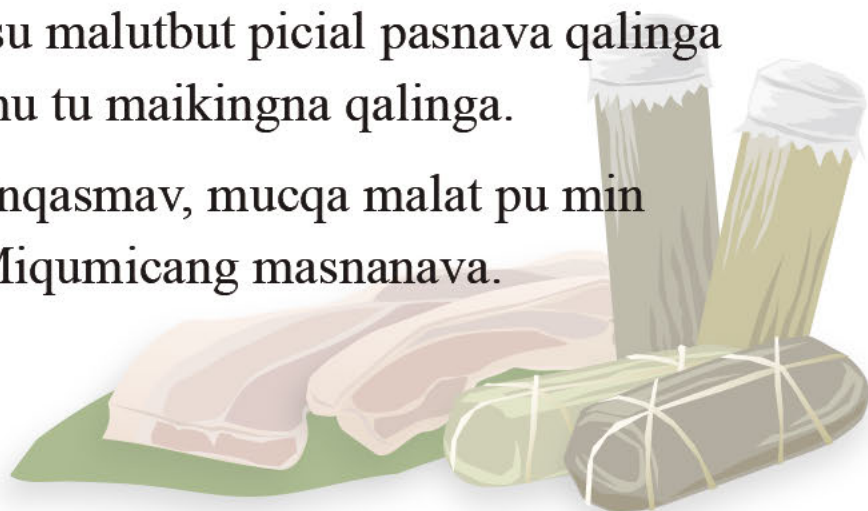 su malutbut picial pasnava qalinga
nu tu maikingna qalinga.
nqasmav, mucqa malat pu min
Miqumicang masnanava.